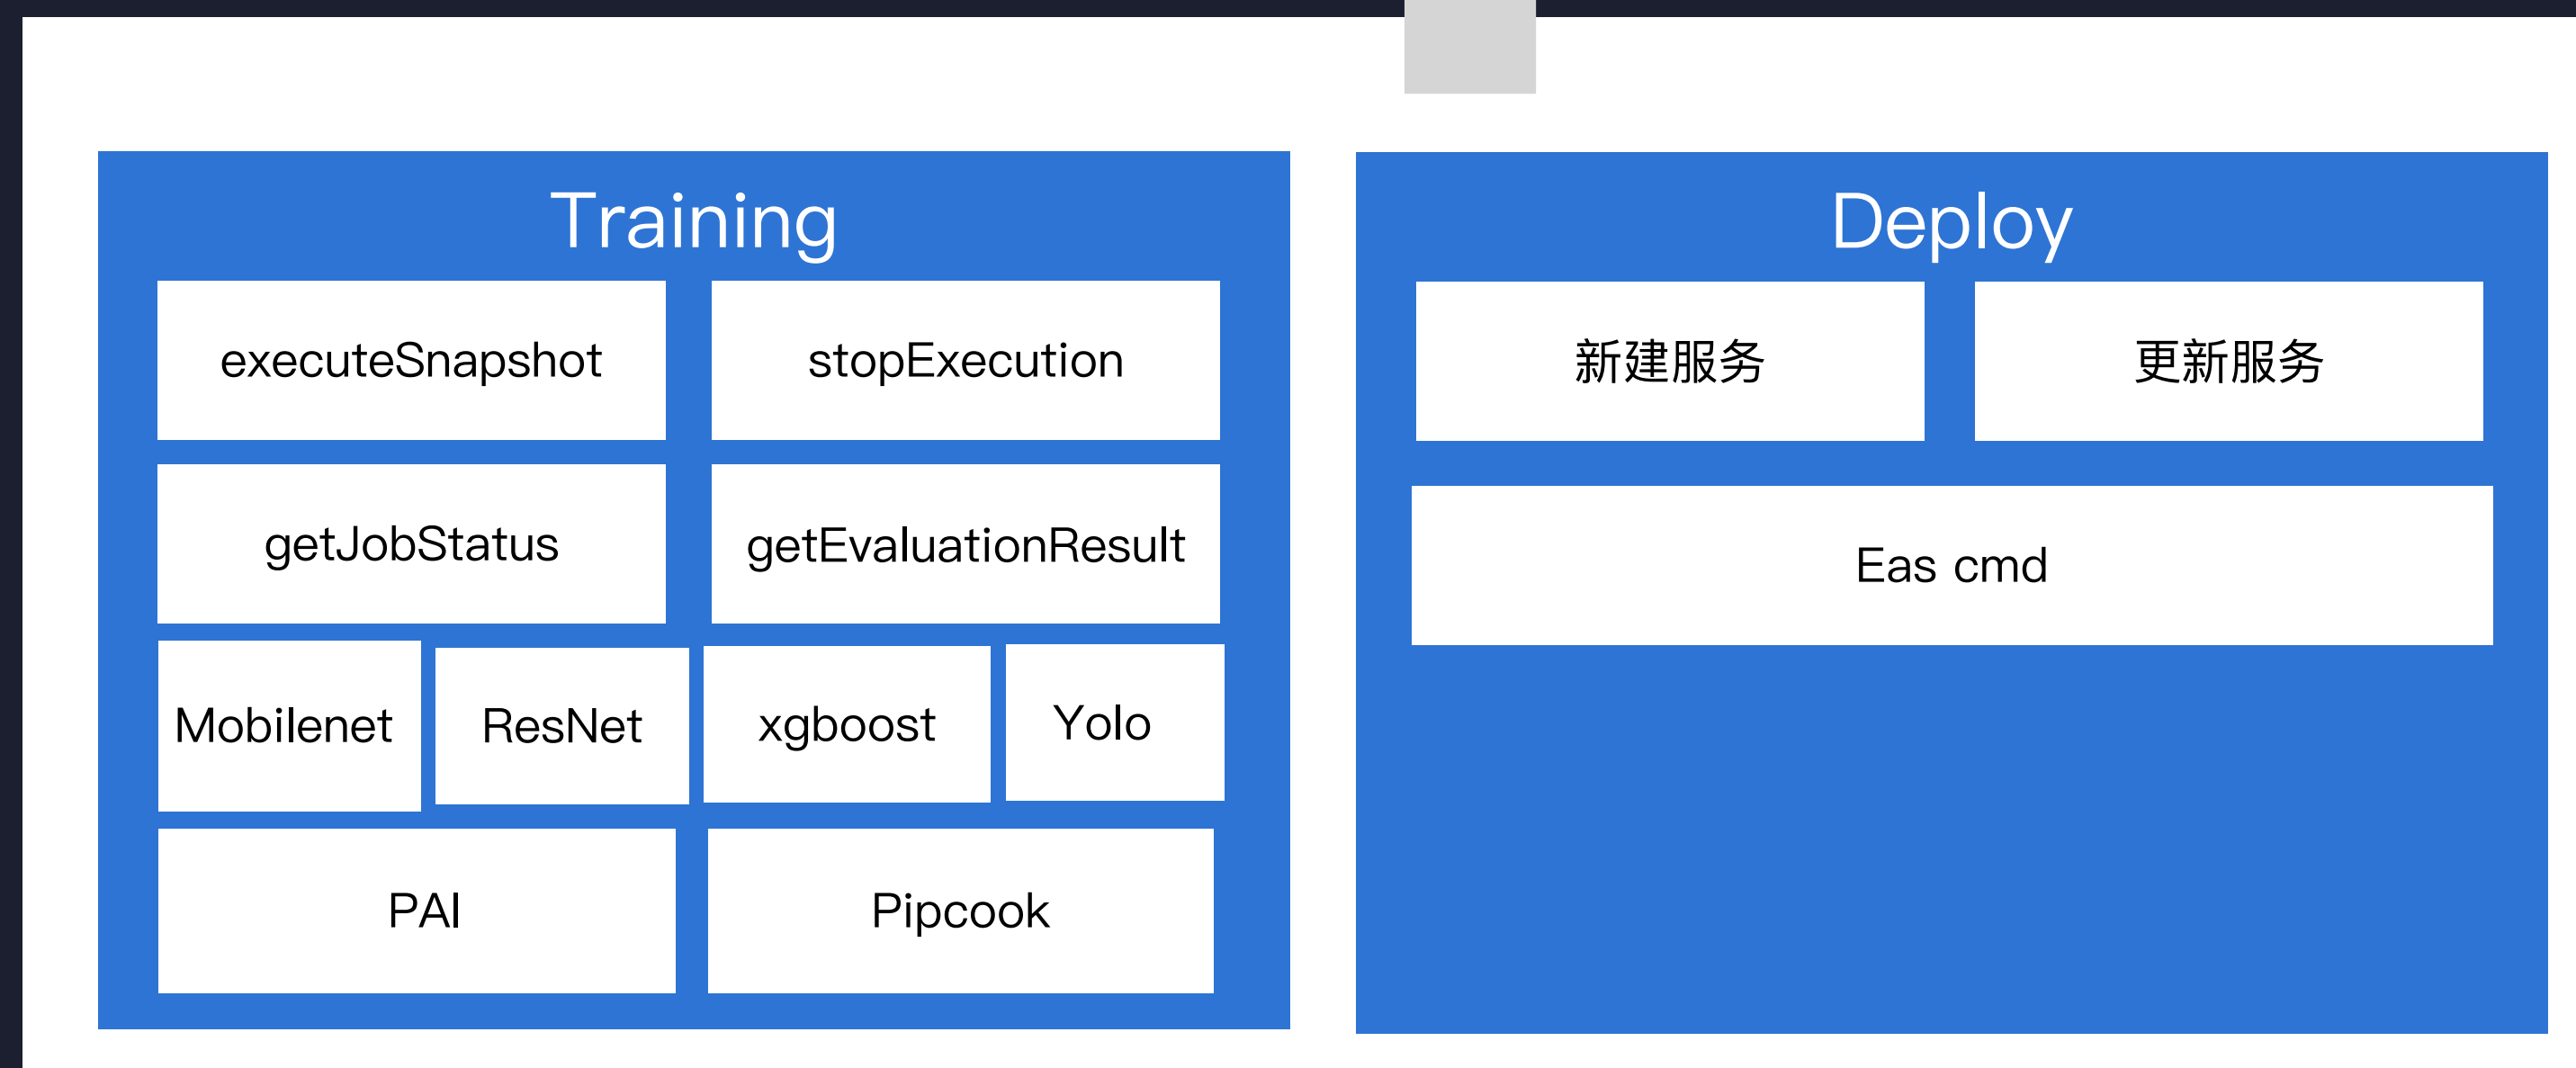 Training
executeSnapshot
stopExecution
getJobStatus
getEvaluationResult
Mobilenet
ResNet
xgboost
Yolo
PAI
Pipcook
Deploy
新建服务
更新服务
Eas cmd